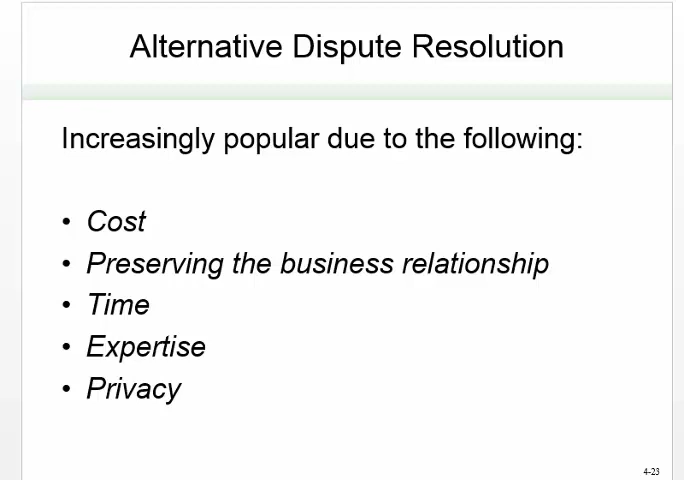 Alternative Dispute Resolution
Increasingly popular due to the following:
• Cost
• Preserving the business relationship
• Time
• Expertise
• Privacy
4-23